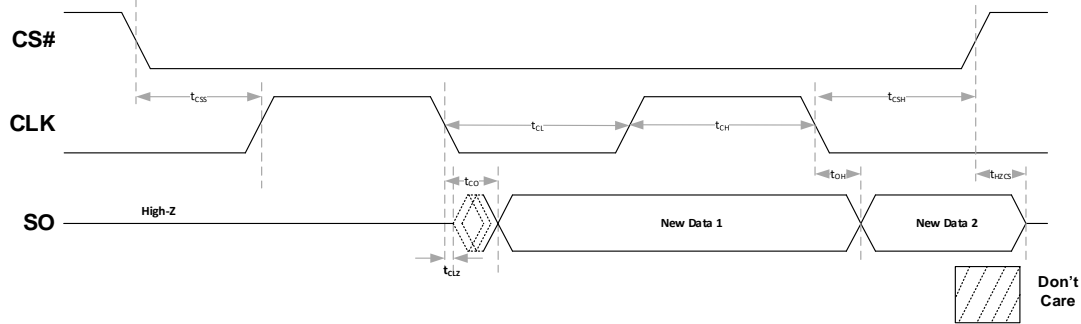 CS#
tCSS
tCSH
CLK
tCL
tCH
tCO
tOH
tHZCS
High-Z
SO
New Data 1
New Data 2
tCLZ
Don't
Care